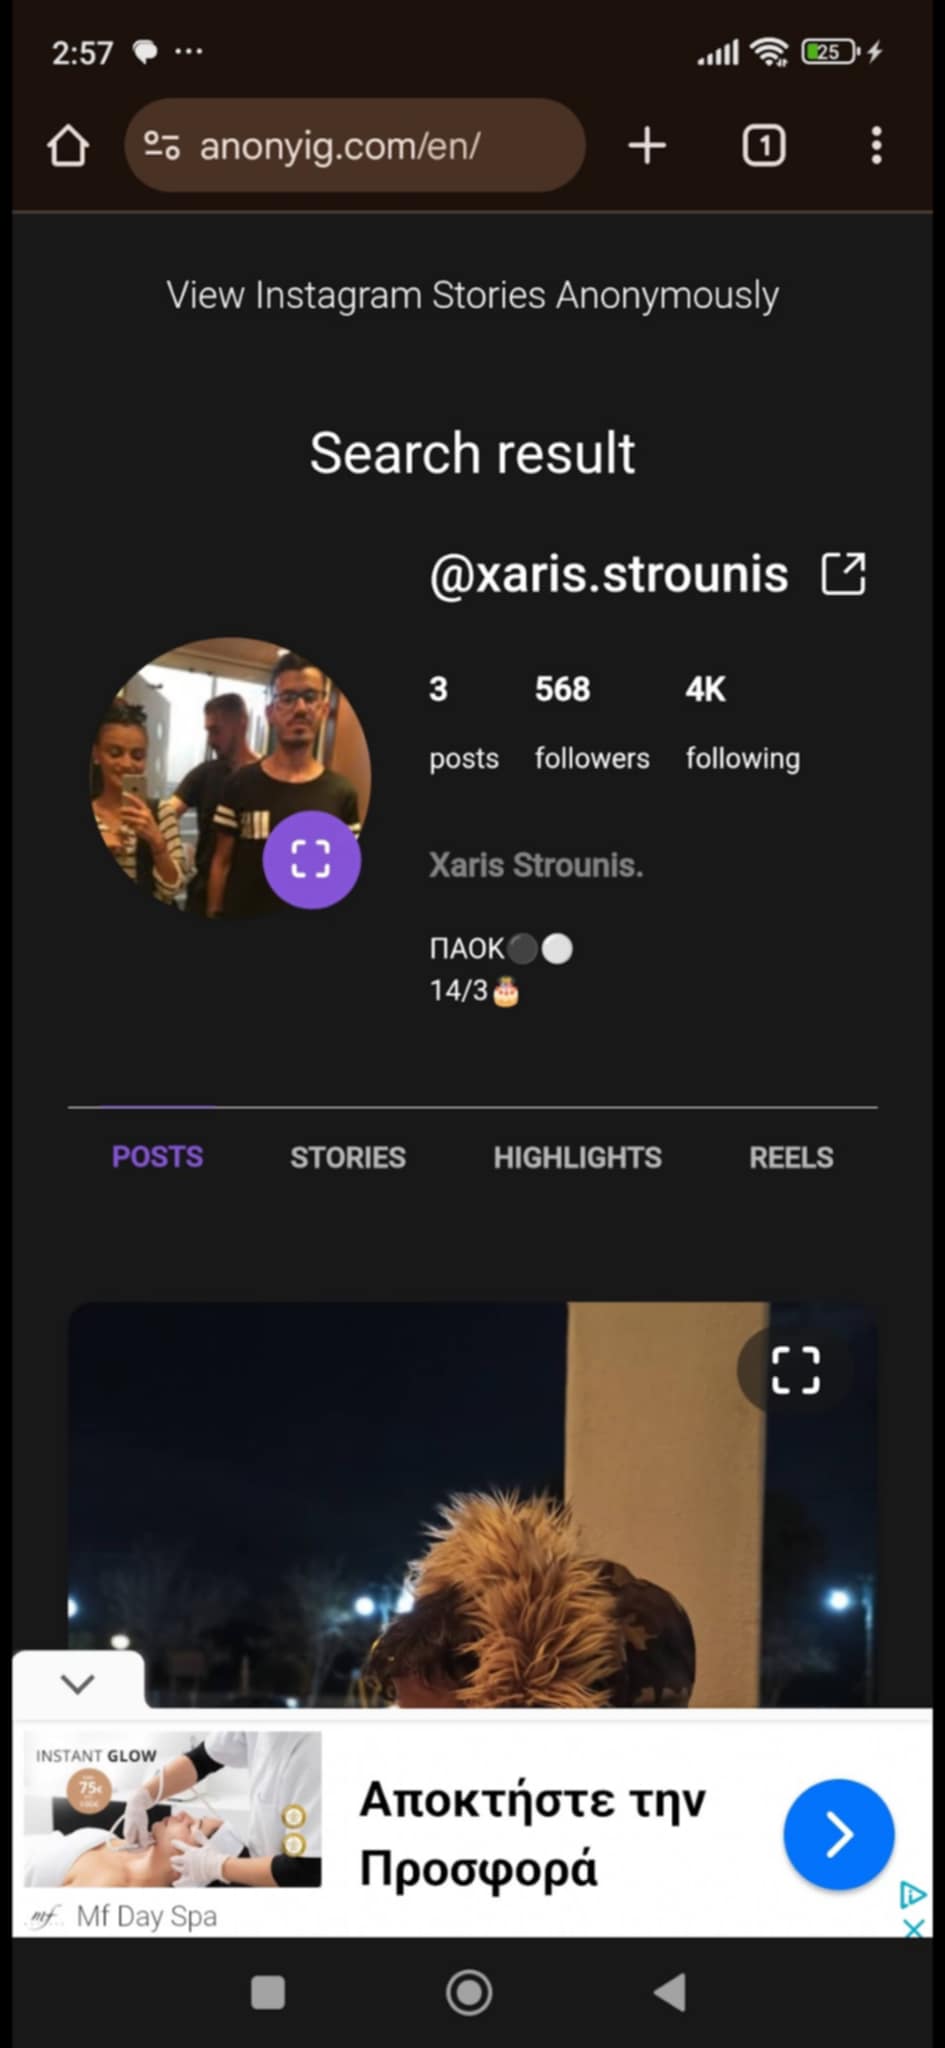 2:57
25
anonyig.com/en/
1
View Instagram Stories Anonymously
Search result
@xaris.strounis
3 568 4K
posts followers following
Xaris Strounis.
ΠΑΟΚ⚫⚪
14/3🎂
POSTS STORIES HIGHLIGHTS REELS
INSTANT GLOW
75€
Αποκτήστε την
Προσφορά
mf Mf Day Spa